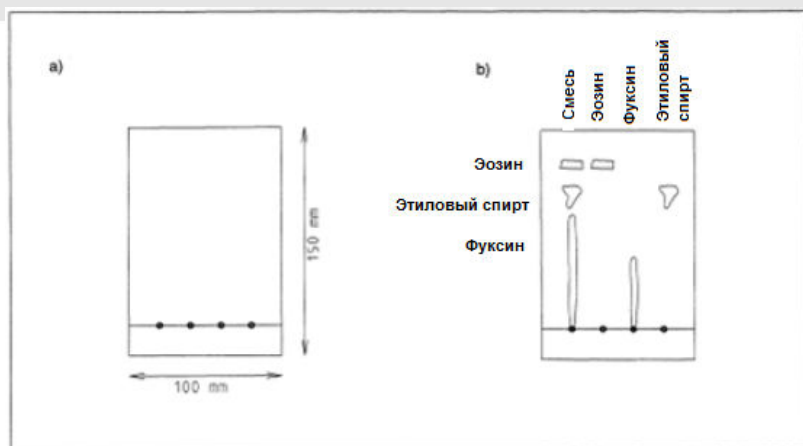 a)
150 mm
100 mm
b)
Смесь
Эозин
Фуксин
Этиловый
спирт
Эозин
Этиловый спирт
Фуксин